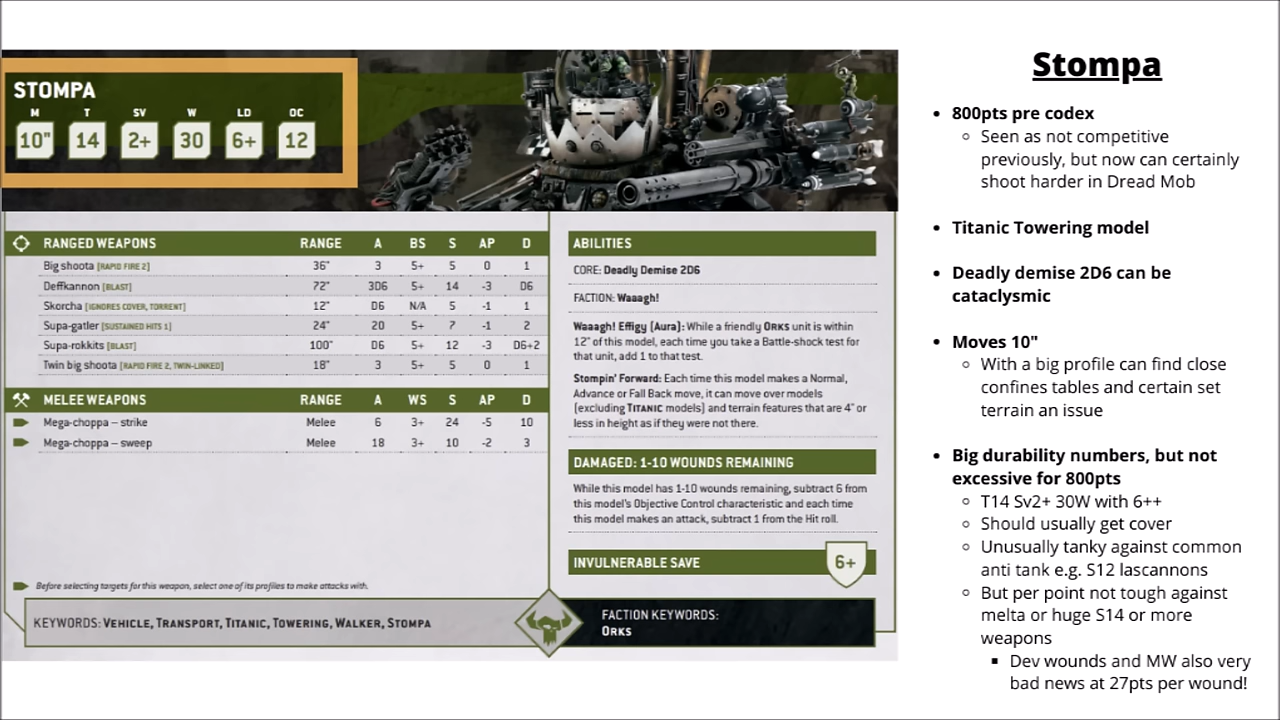 STOMPA
M T SV W LD OC
10" 14 2+ 30 6+ 12
RANGED WEAPONS RANGE A BS S AP D
Big shoota [RAPID FIRE 2] 36" 3 5+ 5 0 1
Deffkannon [BLAST] 72" 3D6 5+ 14 -3 D6
Skorcha [IGNORES COVER, TORRENT] 12" D6 N/A 5 -1 1
Supa-gatler [SUSTAINED HITS 1] 24" 20 5+ 7 -1 2
Supa-rokkits [BLAST] 100" D6 5+ 12 -3 D6+2
Twin big shoota [RAPID FIRE 2, TWIN-LINKED] 18" 3 5+ 5 0 1
MELEE WEAPONS RANGE A WS S AP D
Mega-choppa – strike Melee 6 3+ 24 -5 10
Mega-choppa – sweep Melee 18 3+ 10 -2 3
Before selecting targets for this weapon, select one of its profiles to make attacks with.
ABILITIES
CORE: Deadly Demise 2D6
FACTION: Waaagh!
Waaagh! Effigy (Aura): While a friendly ORKS unit is within
12" of this model, each time you take a Battle-shock test for
that unit, add 1 to that test.
Stompin' Forward: Each time this model makes a Normal,
Advance or Fall Back move, it can move over models
(excluding TITANIC models) and terrain features that are 4" or
less in height as if they were not there.
DAMAGED: 1-10 WOUNDS REMAINING
While this model has 1-10 wounds remaining, subtract 6 from
this model's Objective Control characteristic and each time
this model makes an attack, subtract 1 from the Hit roll.
INVULNERABLE SAVE 6+
KEYWORDS: VEHICLE, TRANSPORT, TITANIC, TOWERING, WALKER, STOMPA
FACTION KEYWORDS:
ORKS
Stompa
• 800pts pre codex
○ Seen as not competitive
previously, but now can certainly
shoot harder in Dread Mob
• Titanic Towering model
• Deadly demise 2D6 can be
cataclysmic
• Moves 10"
○ With a big profile can find close
confines tables and certain set
terrain an issue
• Big durability numbers, but not
excessive for 800pts
○ T14 Sv2+ 30W with 6++
○ Should usually get cover
○ Unusually tanky against common
anti tank e.g. S12 lascannons
○ But per point not tough against
melta or huge S14 or more
weapons
▪ Dev wounds and MW also very
bad news at 27pts per wound!